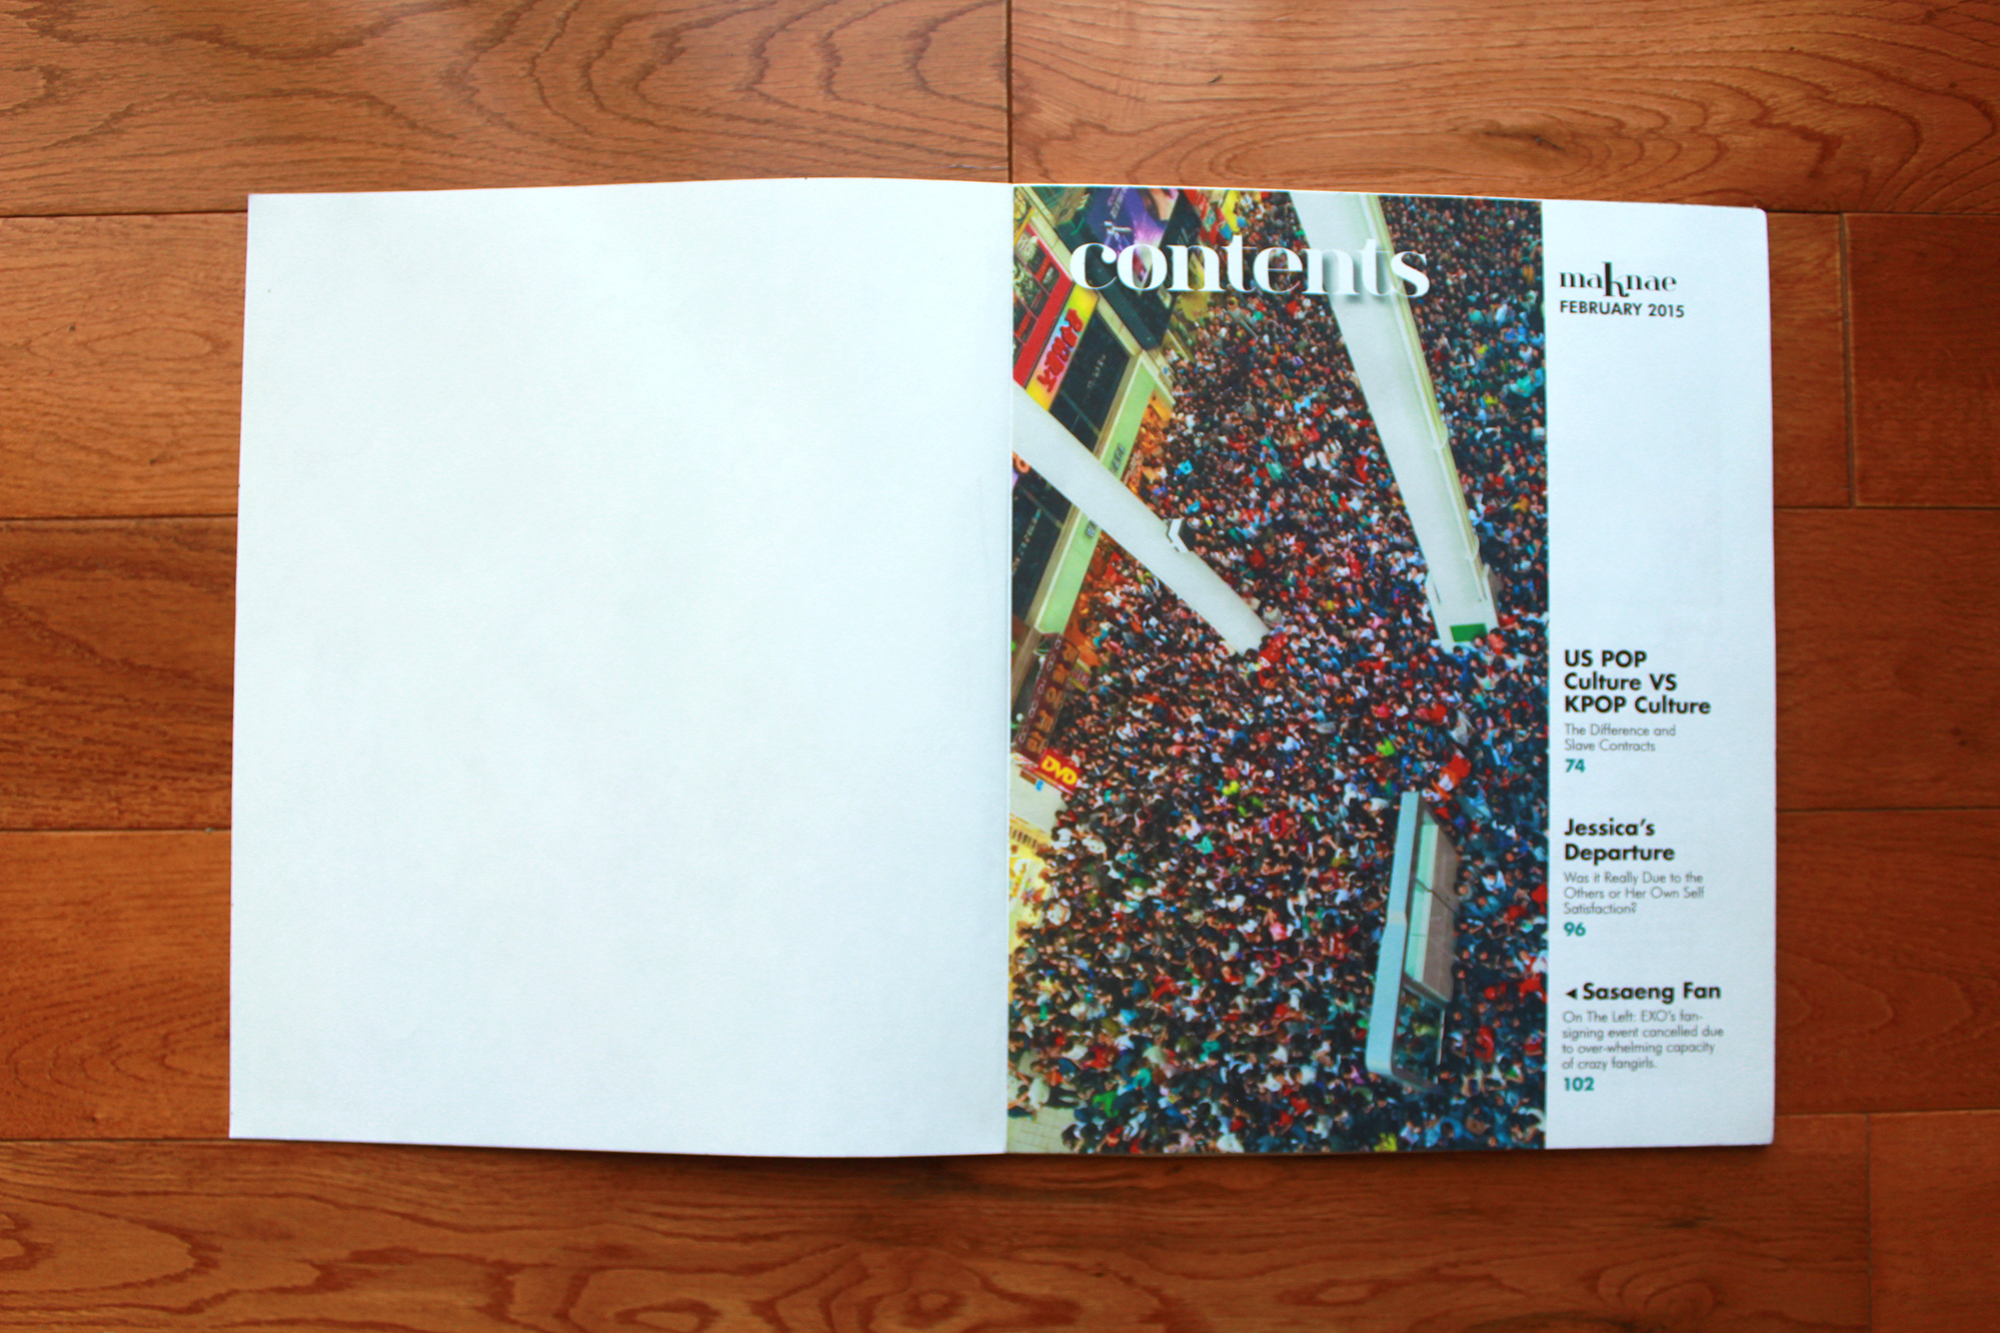 contents
maknae
FEBRUARY 2015
US POP
Culture VS
KPOP Culture
The Difference and
Slave Contracts
74
Jessica's
Departure
Was it Really Due to the
Others or Her Own Self
Satisfaction?
96
◄ Sasaeng Fan
On The Left: EXO's fan-
signing event cancelled due
to over-whelming capacity
of crazy fangirls.
102
DVD